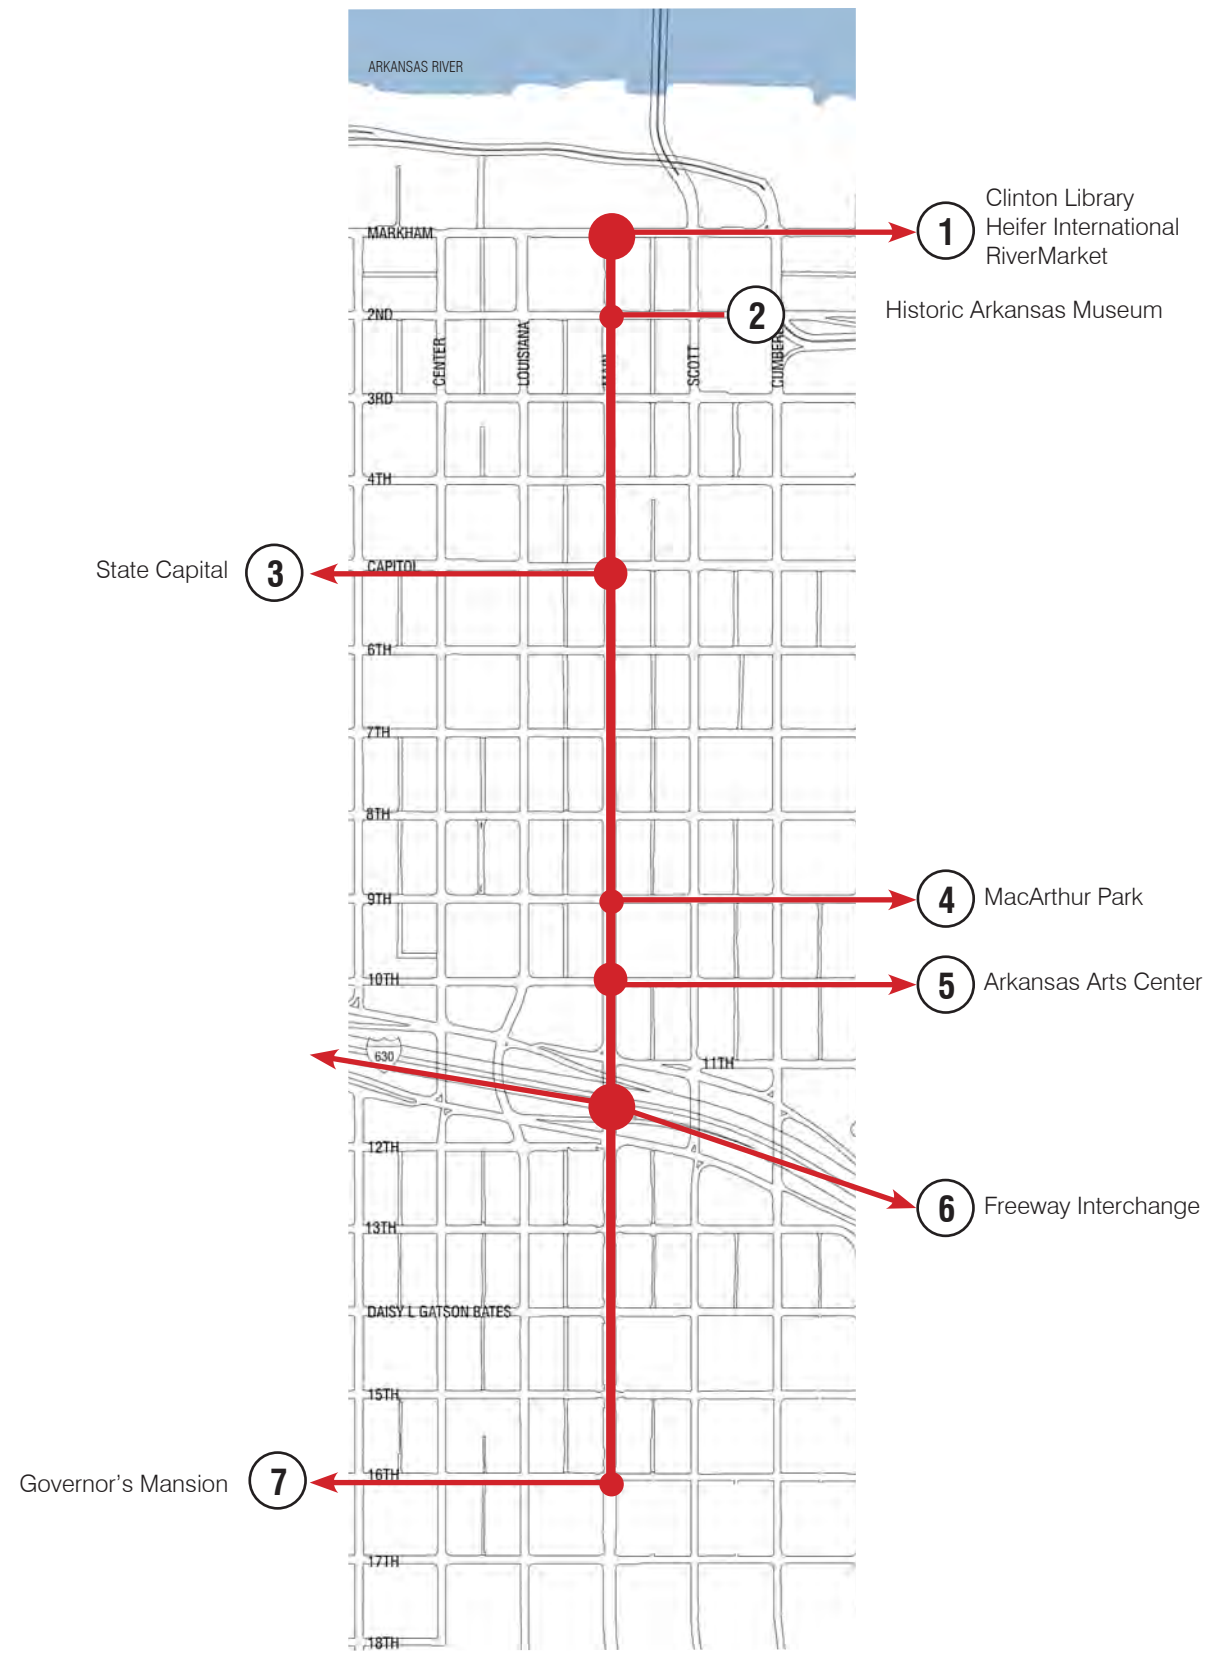 ARKANSAS RIVER
1
Clinton Library
Heifer International
RiverMarket
MARKHAM
2ND
2
Historic Arkansas Museum
CENTER
LOUISIANA
MAIN
SCOTT
3RD
4TH
State Capital
3
CAPITOL
6TH
7TH
8TH
9TH
4
MacArthur Park
10TH
5
Arkansas Arts Center
630
11TH
12TH
6
Freeway Interchange
13TH
DAISY L GATSON BATES
15TH
Governor's Mansion
7
16TH
17TH
18TH